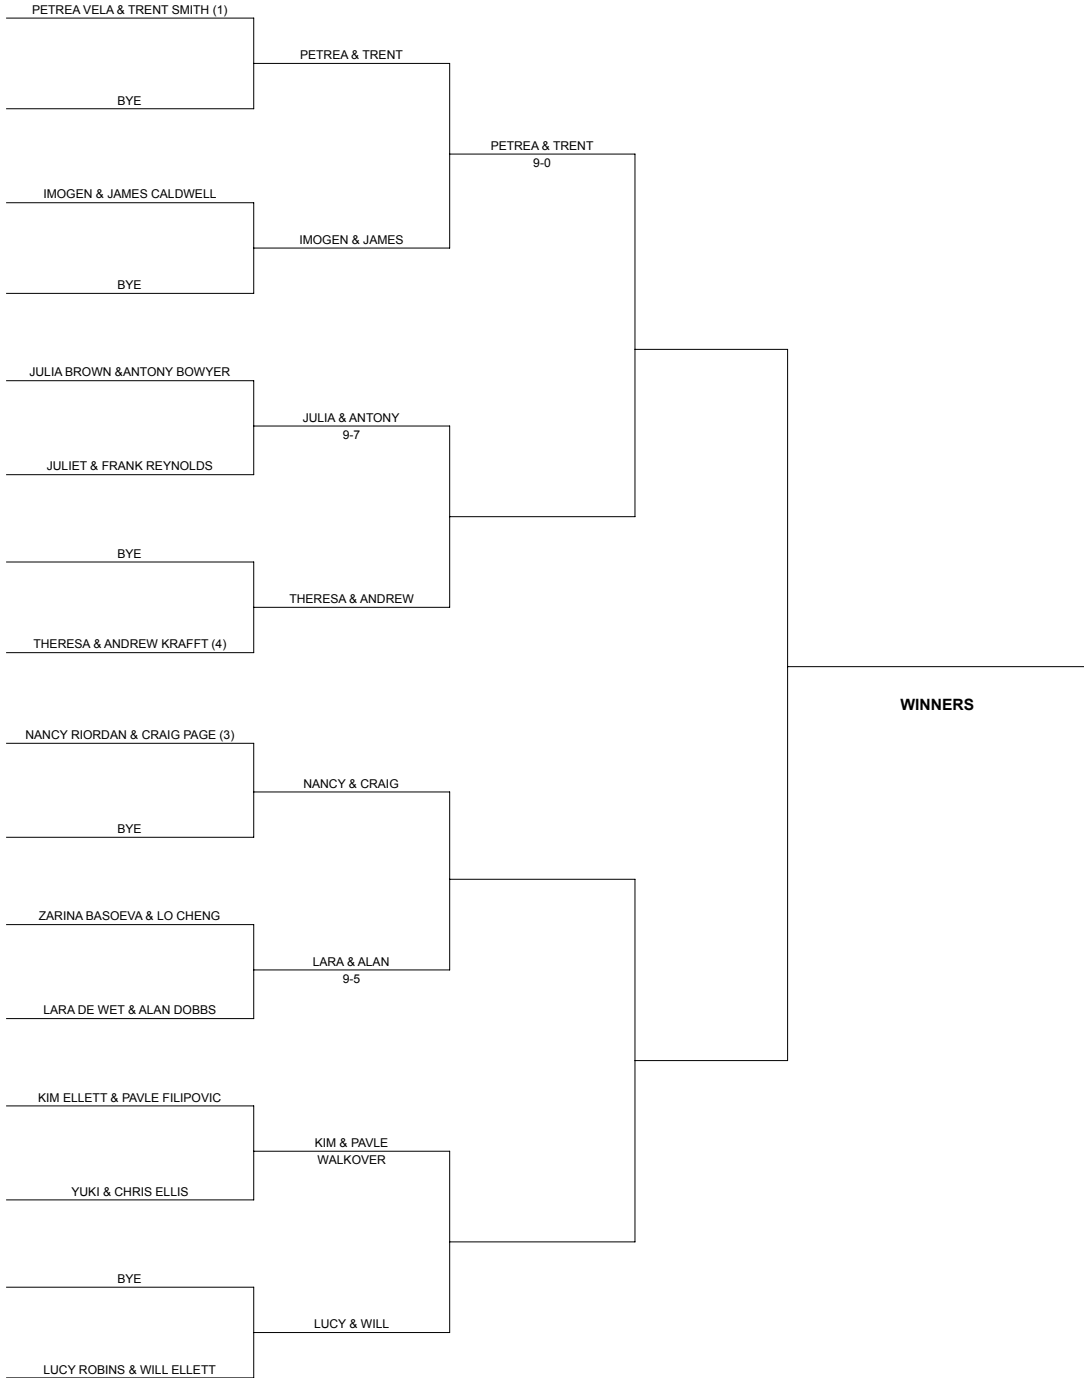 PETREA VELA & TRENT SMITH (1)
PETREA & TRENT
BYE
PETREA & TRENT
9-0
IMOGEN & JAMES CALDWELL
IMOGEN & JAMES
BYE
JULIA BROWN &ANTONY BOWYER
JULIA & ANTONY
9-7
JULIET & FRANK REYNOLDS
BYE
THERESA & ANDREW
THERESA & ANDREW KRAFFT (4)
WINNERS
NANCY RIORDAN & CRAIG PAGE (3)
NANCY & CRAIG
BYE
ZARINA BASOEVA & LO CHENG
LARA & ALAN
9-5
LARA DE WET & ALAN DOBBS
KIM ELLETT & PAVLE FILIPOVIC
KIM & PAVLE
WALKOVER
YUKI & CHRIS ELLIS
BYE
LUCY & WILL
LUCY ROBINS & WILL ELLETT